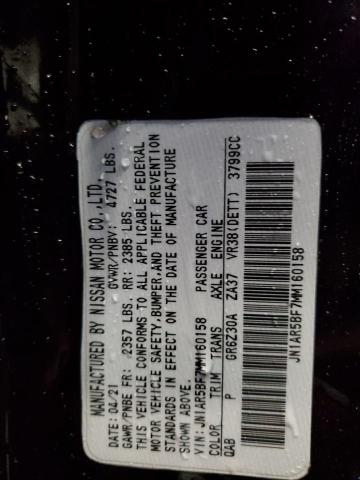 MANUFACTURED BY NISSAN MOTOR CO.,LTD.
DATE: 04/21 GVWR/PNBV: 4727 LBS.
GAWR/PNBE FR: 2357 LBS. RR: 2385 LBS.
THIS VEHICLE CONFORMS TO ALL APPLICABLE FEDERAL
MOTOR VEHICLE SAFETY,BUMPER,AND THEFT PREVENTION
STANDARDS IN EFFECT ON THE DATE OF MANUFACTURE
SHOWN ABOVE.
VIN: JN1AR5BF7MM160158 PASSENGER CAR
COLOR TRIM TRANS AXLE ENGINE
QAB P GR6Z30A ZA37 VR38(DETT) 3799CC
JN1AR5BF7MM160158